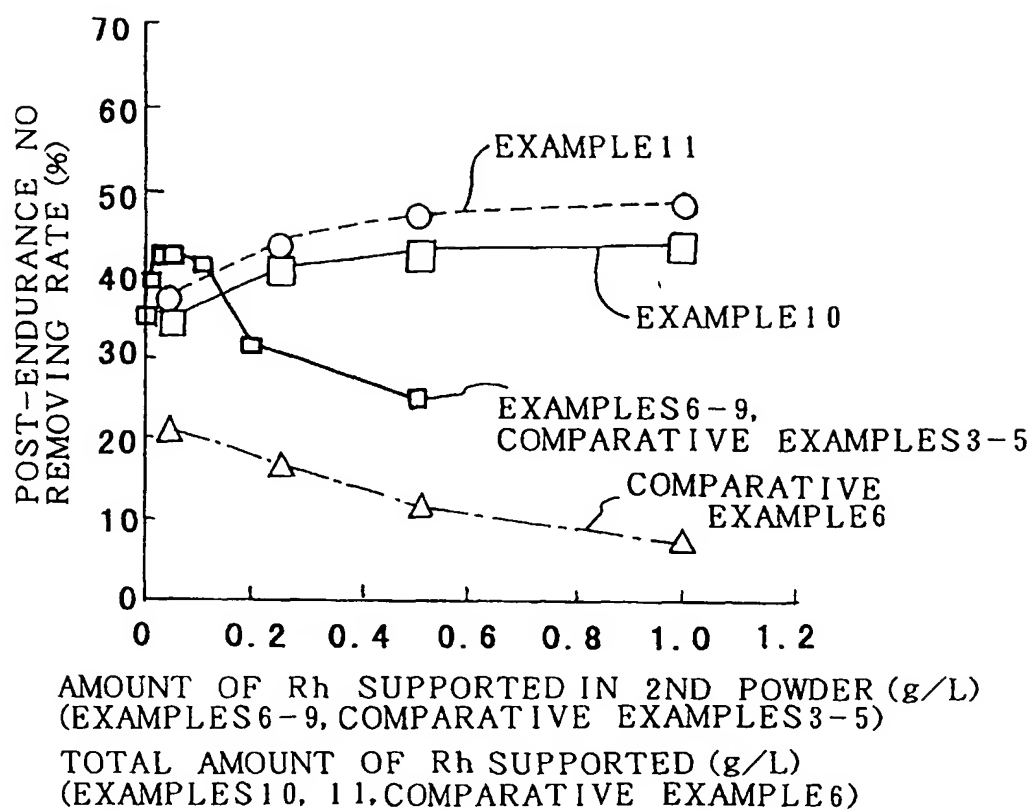 70
60
50
40
30
20
10
0
POST-ENDURANCE NO
REMOVING RATE (%)
EXAMPLE11
EXAMPLE10
EXAMPLES6-9,
COMPARATIVE EXAMPLES3-5
COMPARATIVE
EXAMPLE6
0 0.2 0.4 0.6 0.8 1.0 1.2
AMOUNT OF Rh SUPPORTED IN 2ND POWDER (g/L)
(EXAMPLES6-9, COMPARATIVE EXAMPLES3-5)
TOTAL AMOUNT OF Rh SUPPORTED (g/L)
(EXAMPLES10, 11, COMPARATIVE EXAMPLE6)